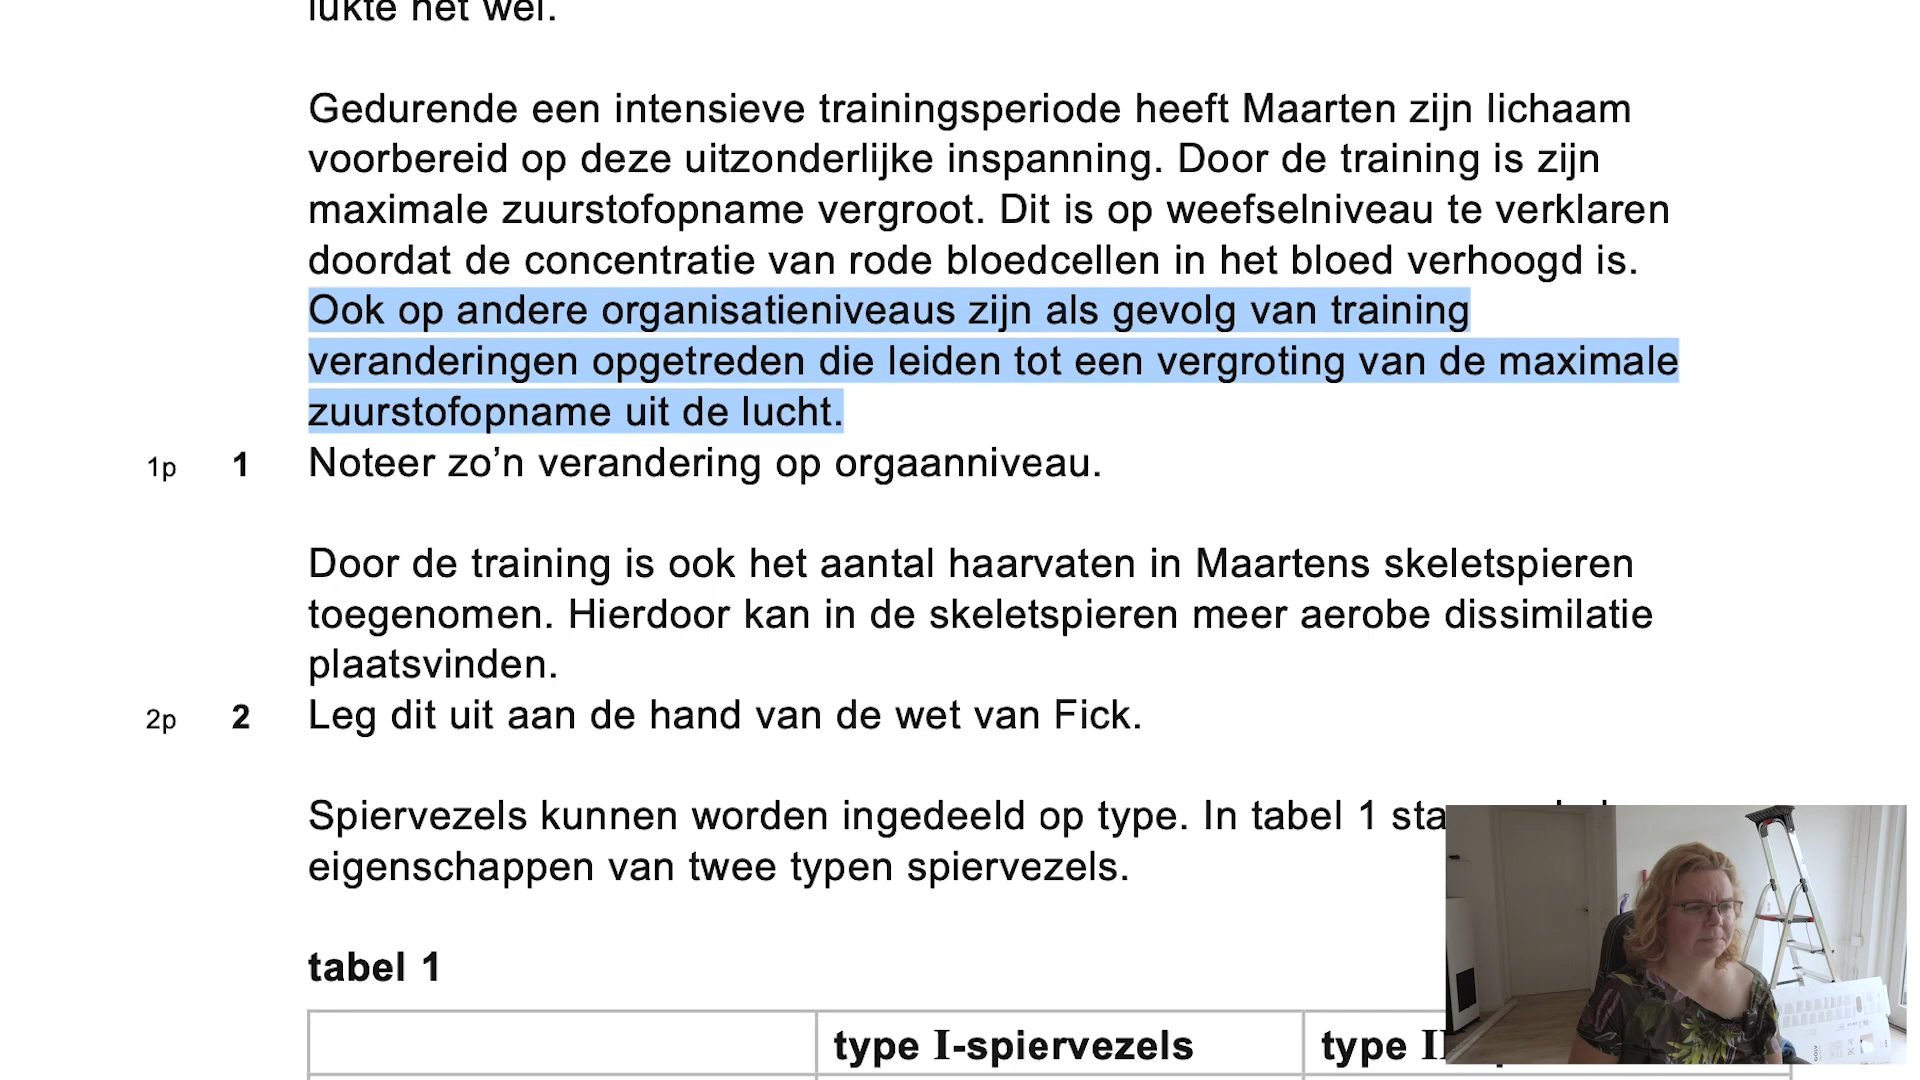 lukte het wel.
Gedurende een intensieve trainingsperiode heeft Maarten zijn lichaam
voorbereid op deze uitzonderlijke inspanning. Door de training is zijn
maximale zuurstofopname vergroot. Dit is op weefselniveau te verklaren
doordat de concentratie van rode bloedcellen in het bloed verhoogd is.
Ook op andere organisatieniveaus zijn als gevolg van training
veranderingen opgetreden die leiden tot een vergroting van de maximale
zuurstofopname uit de lucht.
1p 1 Noteer zo’n verandering op orgaanniveau.
Door de training is ook het aantal haarvaten in Maartens skeletspieren
toegenomen. Hierdoor kan in de skeletspieren meer aerobe dissimilatie
plaatsvinden.
2p 2 Leg dit uit aan de hand van de wet van Fick.
Spiervezels kunnen worden ingedeeld op type. In tabel 1
eigenschappen van twee typen spiervezels.
tabel 1
type I-spiervezels type